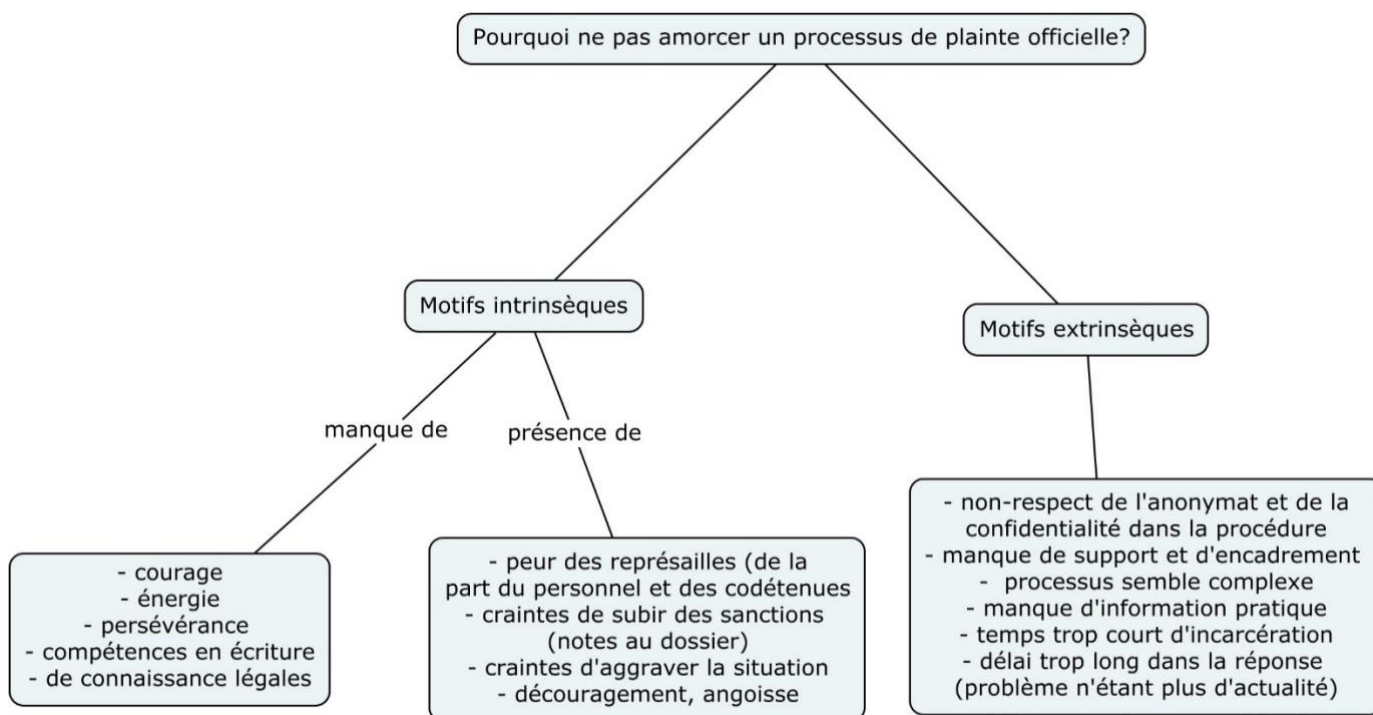 Pourquoi ne pas amorcer un processus de plainte officielle?
Motifs intrinsèques
Motifs extrinsèques
manque de
présence de
- courage
- énergie
- persévérance
- compétences en écriture
- de connaissance légales
- peur des représailles (de la
part du personnel et des codétenues
- craintes de subir des sanctions
(notes au dossier)
- craintes d'aggraver la situation
- découragement, angoisse
- non-respect de l'anonymat et de la
confidentialité dans la procédure
- manque de support et d'encadrement
- processus semble complexe
- manque d'information pratique
- temps trop court d'incarcération
- délai trop long dans la réponse
(problème n'étant plus d'actualité)